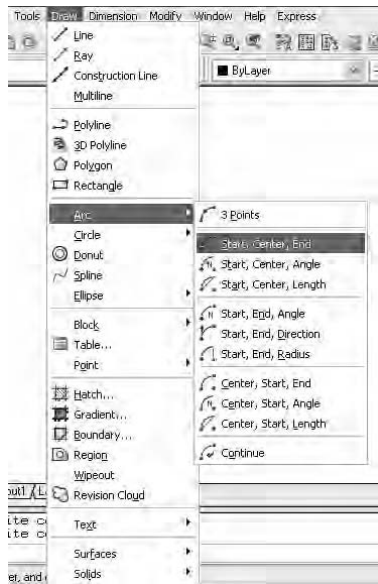 Tools Draw Dimension Modify Window Help Express
Line
Ray
ByLayer
Construction Line
Multiline
Polyline
3D Polyline
Polygon
Rectangle
Arc
Circle
Donut
Spline
Ellipse
Block
Table...
Point
Hatch...
Gradient...
Boundary...
Region
Wipeout
Revision Cloud
Text
Surfaces
Solids
3 Points
Start, Center, End
Start, Center, Angle
Start, Center, Length
Start, End, Angle
Start, End, Direction
Start, End, Radius
Center, Start, End
Center, Start, Angle
Center, Start, Length
Continue